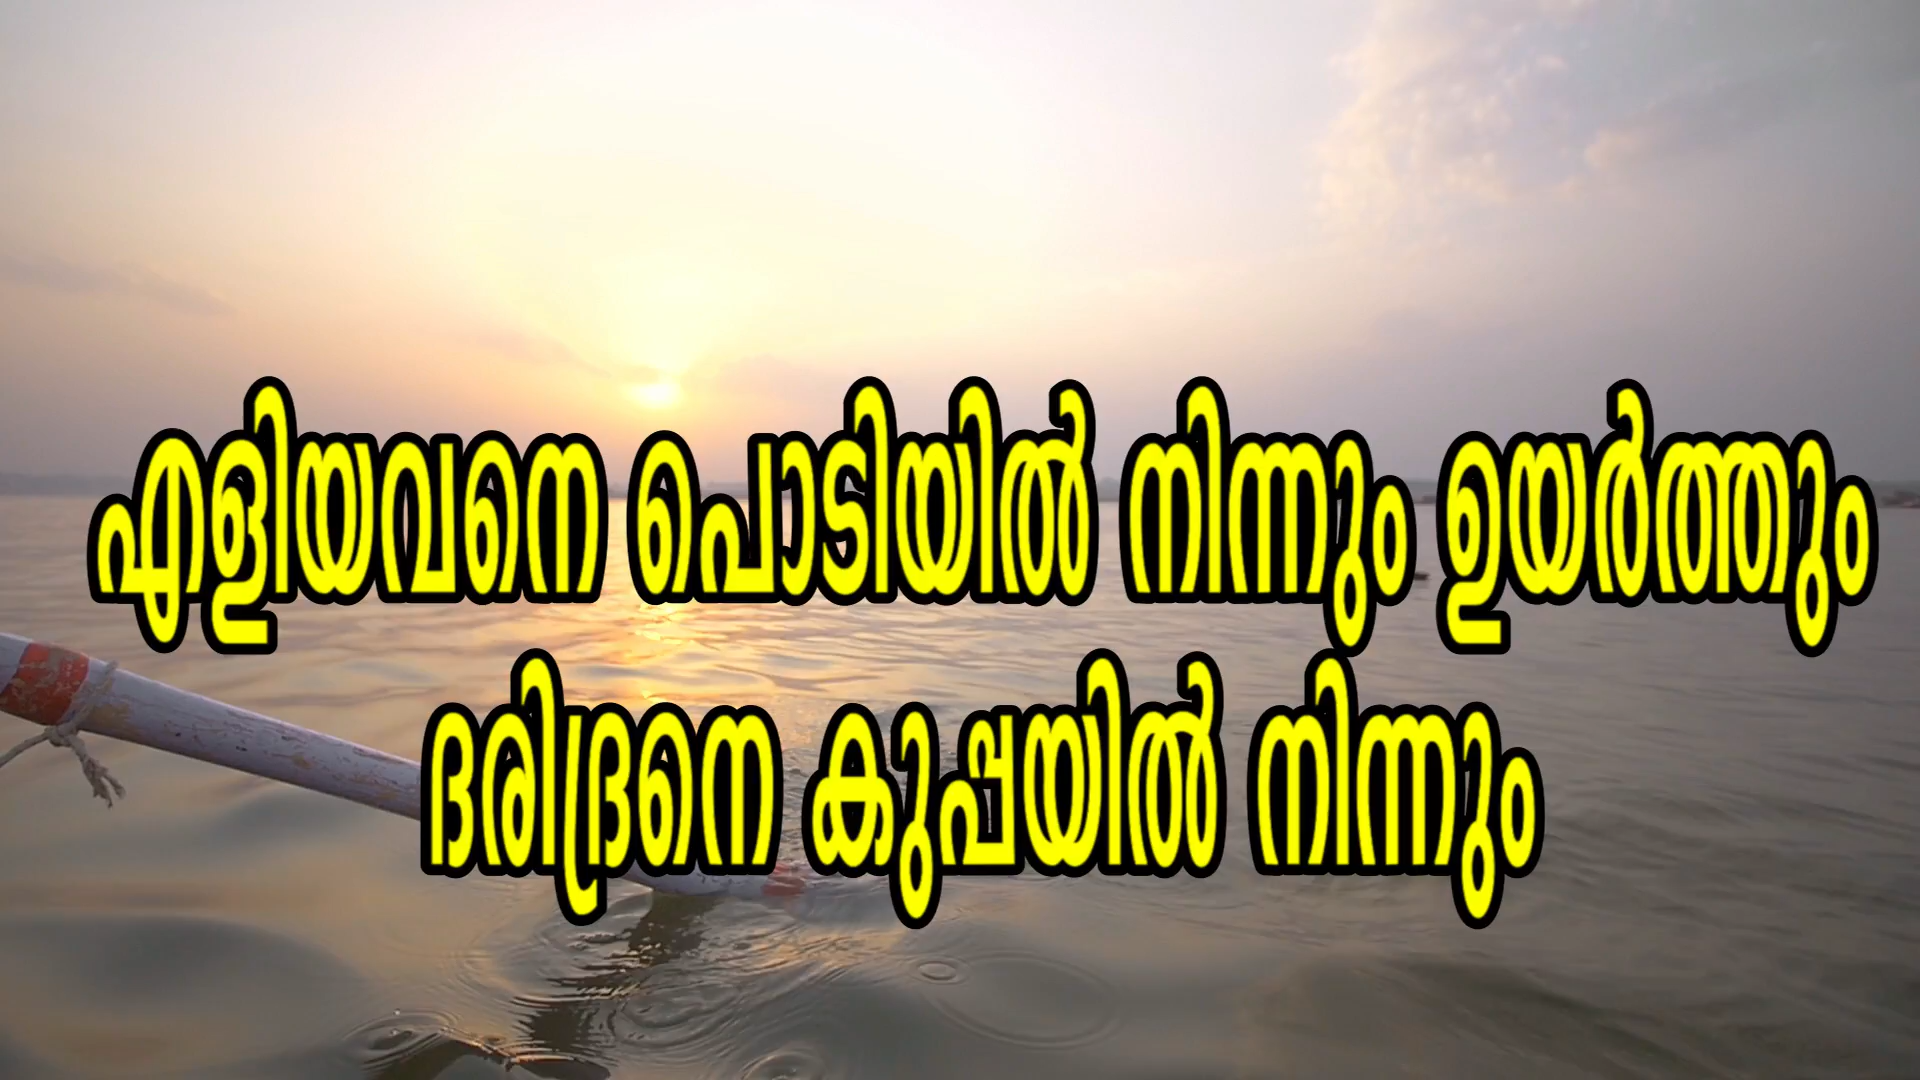 എളിയവനെ പൊടിയിൽ നിന്നും ഉയർത്തും
ദരിദ്രനെ കുപ്പയിൽ നിന്നും